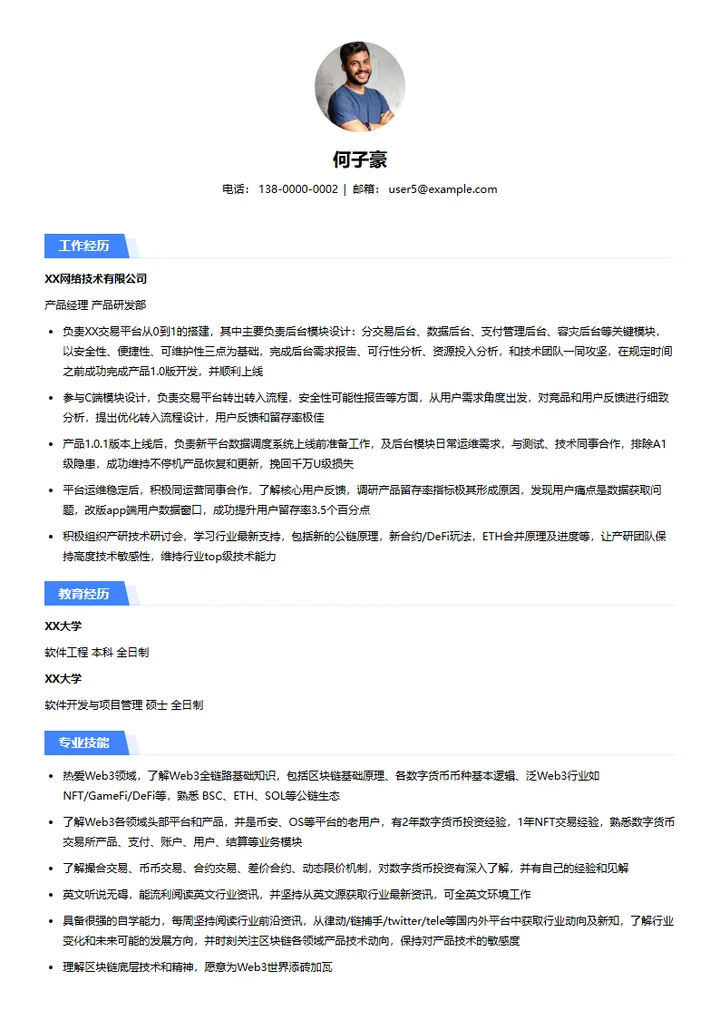 何子豪
电话： 138-0000-0002 | 邮箱： user5@example.com
工作经历
XX网络技术有限公司
产品经理 产品研发部
• 负责XX交易平台从0到1的搭建，其中主要负责后台模块设计：分交易后台、数据后台、支付管理后台、容灾后台等关键模块，
以安全性、便捷性、可维护性三点为基础，完成后台需求报告、可行性分析、资源投入分析，和技术团队一同攻坚，在规定时间
之前成功完成产品1.0版开发，并顺利上线
• 参与C端模块设计，负责交易平台转出转入流程，安全性可能性报告等方面，从用户需求角度出发，对竞品和用户反馈进行细致
分析，提出优化转入流程设计，用户反馈和留存率极佳
• 产品1.0.1版本上线后，负责新平台数据调度系统上线前准备工作，及后台模块日常运维需求，与测试、技术同事合作，排除A1
级隐患，成功维持不停机产品恢复和更新，挽回千万U级损失
• 平台运维稳定后，积极同运营同事合作，了解核心用户反馈，调研产品留存率指标极其形成原因，发现用户痛点是数据获取问
题，改版app端用户数据窗口，成功提升用户留存率3.5个百分点
• 积极组织产研技术研讨会，学习行业最新支持，包括新的公链原理，新合约/DeFi玩法，ETH合并原理及进度等，让产研团队保
持高度技术敏感性，维持行业top级技术能力
教育经历
XX大学
软件工程 本科 全日制
XX大学
软件开发与项目管理 硕士 全日制
专业技能
• 热爱Web3领域，了解Web3全链路基础知识，包括区块链基础原理、各数字货币币种基本逻辑、泛Web3行业如
NFT/GameFi/DeFi等，熟悉 BSC、ETH、SOL等公链生态
• 了解Web3各领域头部平台和产品，并是币安、OS等平台的老用户，有2年数字货币投资经验，1年NFT交易经验，熟悉数字货币
交易所产品、支付、账户、用户、结算等业务模块
• 了解撮合交易、币币交易、合约交易、差价合约、动态限价机制，对数字货币投资有深入了解，并有自己的经验和见解
• 英文听说无碍，能流利阅读英文行业资讯，并坚持从英文源获取行业最新资讯，可全英文环境工作
• 具备很强的自学能力，每周坚持阅读行业前沿资讯，从律动/链捕手/twitter/tele等国内外平台中获取行业动向及新知，了解行业
变化和未来可能的发展方向，并时刻关注区块链各领域产品技术动向，保持对产品技术的敏感度
• 理解区块链底层技术和精神，愿意为Web3世界添砖加瓦